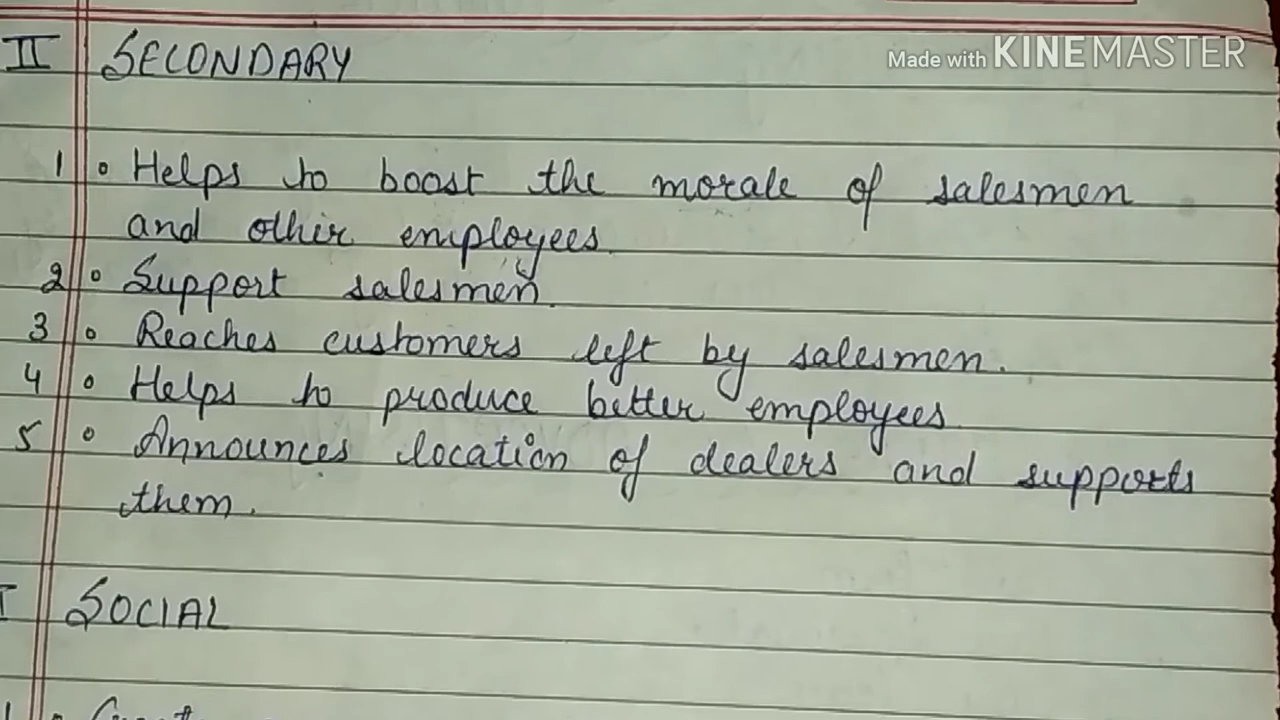 Made with KINEMASTER
II SECONDARY
1 • Helps to boost the morale of salesmen
and other employees.
2 • Support salesmen.
3 • Reaches customers left by salesmen.
4 • Helps to produce better employees
5 • Announces location of dealers and supports
them.
I SOCIAL
1 •